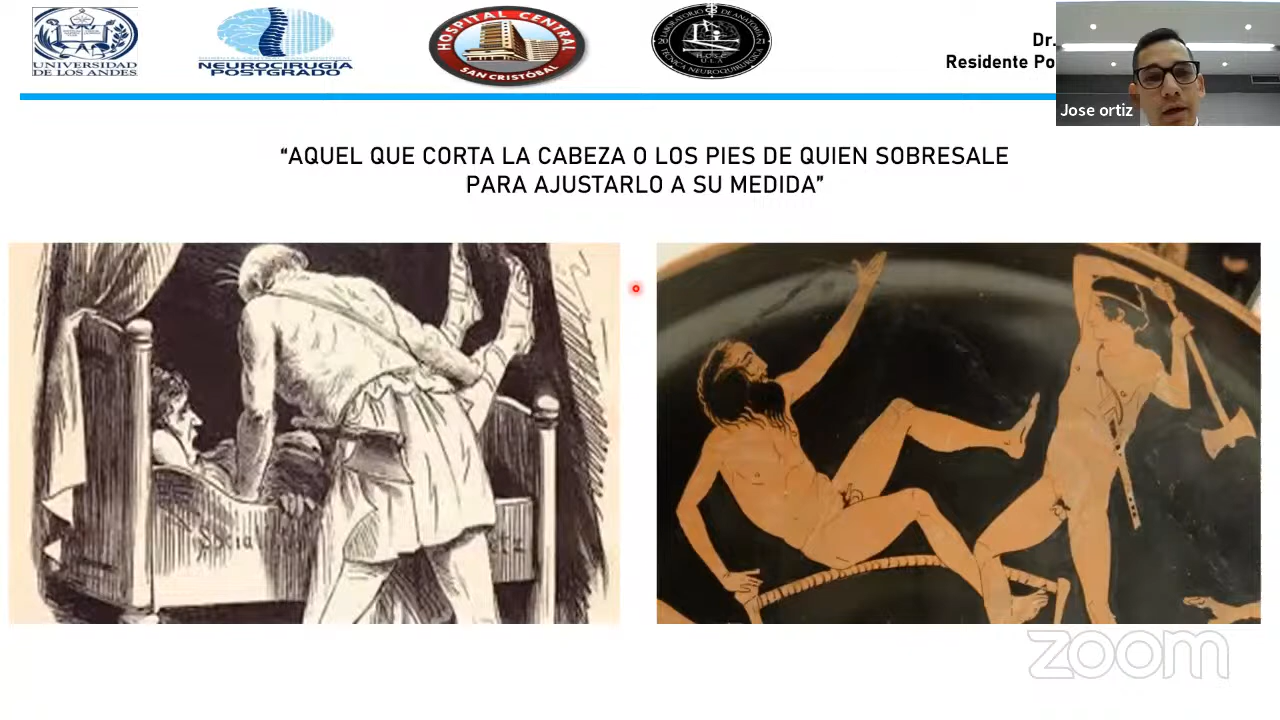 UNIVERSIDAD
DE LOS ANDES
NEUROCIRUGÍA
POSTGRADO
HOSPITAL CENTRAL
SAN CRISTÓBAL
Dr.
Residente Po
Jose ortiz
“AQUEL QUE CORTA LA CABEZA O LOS PIES DE QUIEN SOBRESALE
PARA AJUSTARLO A SU MEDIDA”
zoom